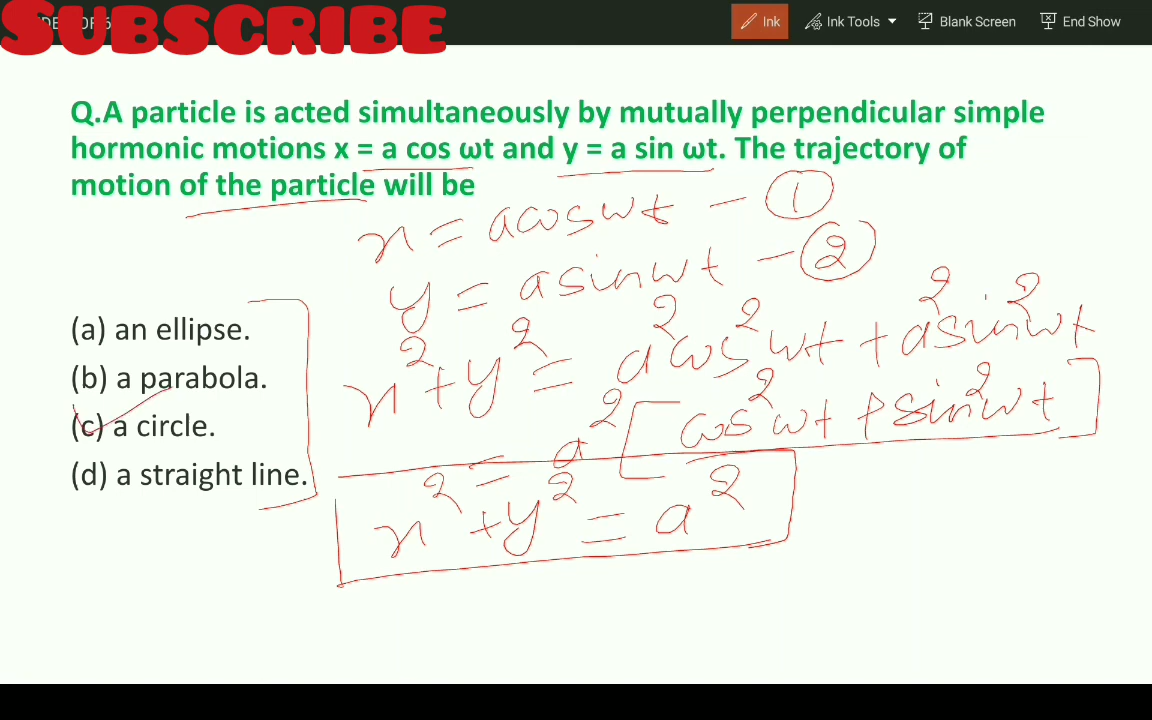 SUBSCRIBE
Ink
Ink Tools
Blank Screen
End Show
Q.A particle is acted simultaneously by mutually perpendicular simple
hormonic motions x = a cos ωt and y = a sin ωt. The trajectory of
motion of the particle will be
x = a cos ωt - ①
y = a sin ωt - ②
x² + y² = a² cos² ωt + a² sin² ωt
= a² [cos² ωt + sin² ωt]
x² + y² = a²
(a) an ellipse.
(b) a parabola.
(c) a circle.
(d) a straight line.